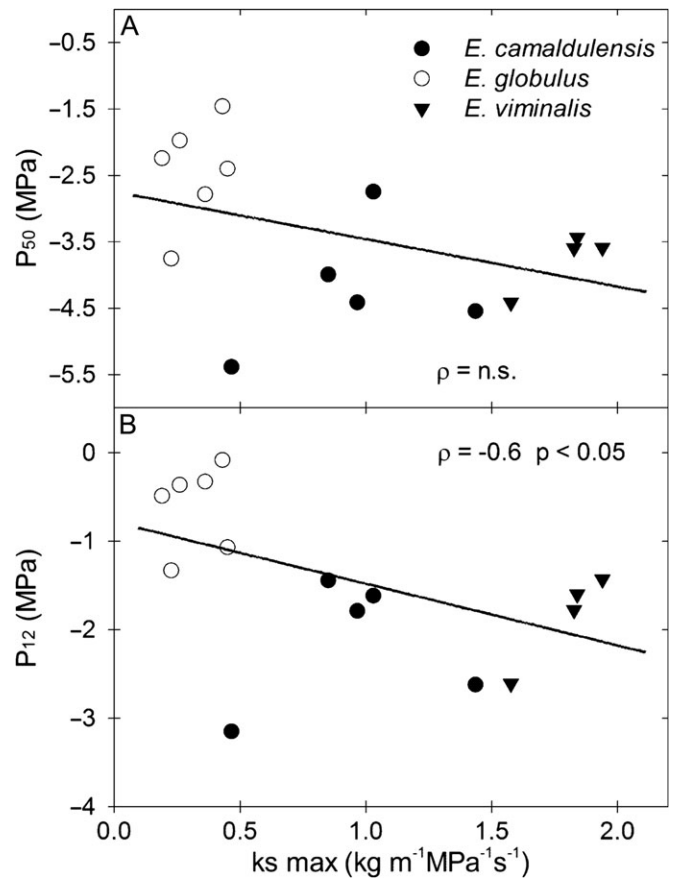 A
● E. camaldulensis
○ E. globulus
▼ E. viminalis
−0.5
−1.5
−2.5
−3.5
−4.5
−5.5
P₅₀ (MPa)
ρ = n.s.
B
ρ = -0.6 p < 0.05
0
−1
−2
−3
−4
P₁₂ (MPa)
0.0 0.5 1.0 1.5 2.0
ks max (kg m⁻¹MPa⁻¹s⁻¹)